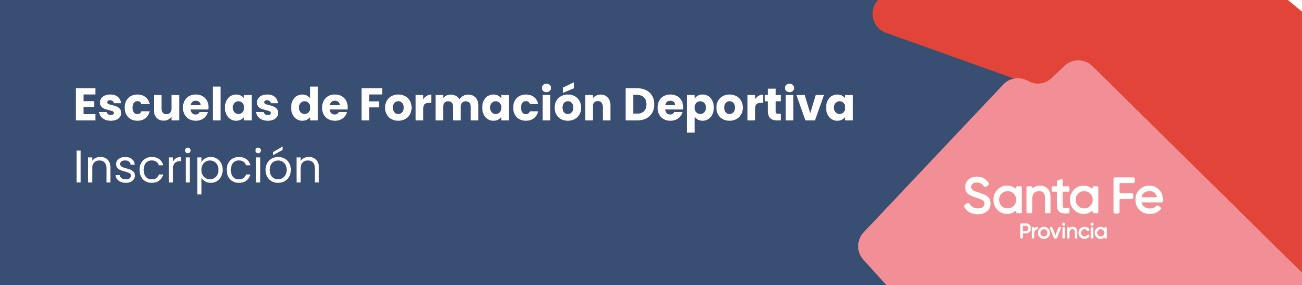 Escuelas de Formación Deportiva
Inscripción
Santa Fe
Provincia